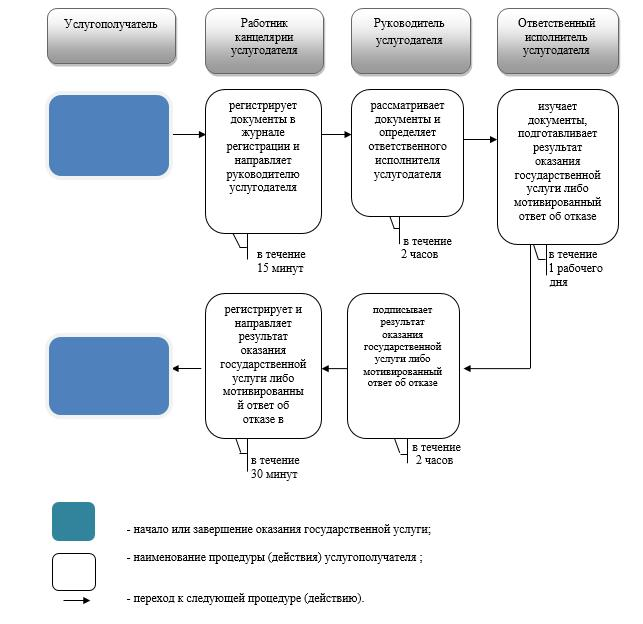 Услугополучатель
Работник
канцелярии
услугодателя
Руководитель
услугодателя
Ответственный
исполнитель
услугодателя
регистрирует
документы в
журнале
регистрации и
направляет
руководителю
услугодателя
рассматривает
документы и
определяет
ответственного
исполнителя
услугодателя
изучает
документы,
подготавливает
результат
оказания
государственной
услуги либо
мотивированный
ответ об отказе
в течение
15 минут
в течение
2 часов
в течение
1 рабочего
дня
регистрирует и
направляет
результат
оказания
государственной
услуги либо
мотивированны
й ответ об
отказе в
подписывает
результат
оказания
государственной
услуги либо
мотивированный
ответ об отказе
в течение
30 минут
в течение
2 часов
- начало или завершение оказания государственной услуги;
- наименование процедуры (действия) услугополучателя ;
- переход к следующей процедуре (действию).